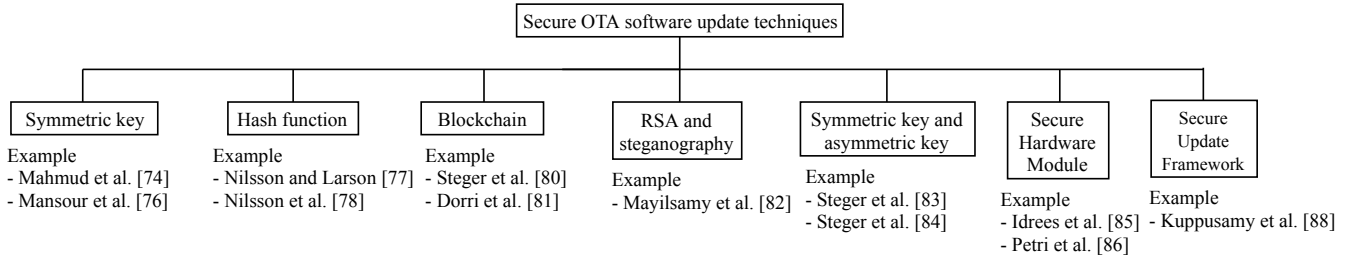 Secure OTA software update techniques
Symmetric key
Example
- Mahmud et al. [74]
- Mansour et al. [76]
Hash function
Example
- Nilsson and Larson [77]
- Nilsson et al. [78]
Blockchain
Example
- Steger et al. [80]
- Dorri et al. [81]
RSA and
steganography
Example
- Mayilsamy et al. [82]
Symmetric key and
asymmetric key
Example
- Steger et al. [83]
- Steger et al. [84]
Secure
Hardware
Module
Example
- Idrees et al. [85]
- Petri et al. [86]
Secure
Update
Framework
Example
- Kuppusamy et al. [88]